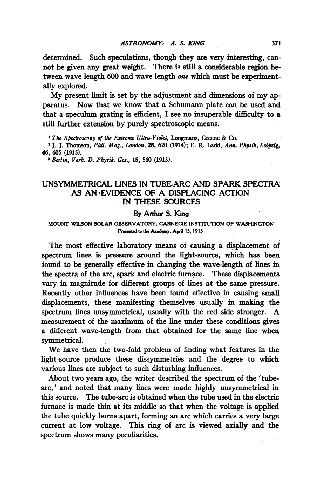 ASTRONOMY: A. S. KING 371
determined. Such speculations, though they are very interesting, can-
not be given any great weight. There is still a considerable region be-
tween wave length 600 and wave length one which must be experiment-
ally explored.
My present limit is set by the adjustment and dimensions of my ap-
paratus. Now that we know that a Schumann plate can be used and
that a speculum grating is efficient, I see no insuperable difficulty to a
still further extension by purely spectroscopic means.
¹ The Spectroscopy of the Extreme Ultra-Violet, Longmans, Greene & Co.
² J. J. Thomson, Phil. Mag., London, 28, 620 (1914); E. R. Laird, Ann. Physik, Leipzig,
46, 605 (1915).
³ Berlin, Verh. D. Physik. Ges., 15,
UNSYMMETRICAL LINES IN TUBE-ARC AND SPARK SPECTRA
AS AN EVIDENCE OF A DISPLACING ACTION
IN THESE SOURCES
By Arthur S. King
MOUNT WILSON SOLAR OBSERVATORY, CARNEGIE INSTITUTION OF WASHINGTON
Presented to the Academy, April 15, 1915
The most effective laboratory means of causing a displacement of
spectrum lines is pressure around the light-source, which has been
found to be generally effective in changing the wave-length of lines in
the spectra of the arc, spark and electric furnace. These displacements
vary in magnitude for different groups of lines at the same pressure.
Recently other influences have been found effective in causing small
displacements, these manifesting themselves usually in making the
spectrum lines unsymmetrical, usually with the red side stronger. A
measurement of the maximum of the line under these conditions gives
a different wave-length from that obtained for the same line when
symmetrical.
We have then the two-fold problem of finding what features in the
light-source produce these dissymmetries and the degree to which
various lines are subject to such disturbing influences.
About two years ago, the writer described the spectrum of the 'tube-
arc,' and noted that many lines were made highly unsymmetrical in
this source. The tube-arc is obtained when the tube used in the electric
furnace is made thin at its middle so that when the voltage is applied
the tube quickly burns apart, forming an arc which carries a very large
current at low voltage. This ring of arc is viewed axially and the
spectrum shows many peculiarities.